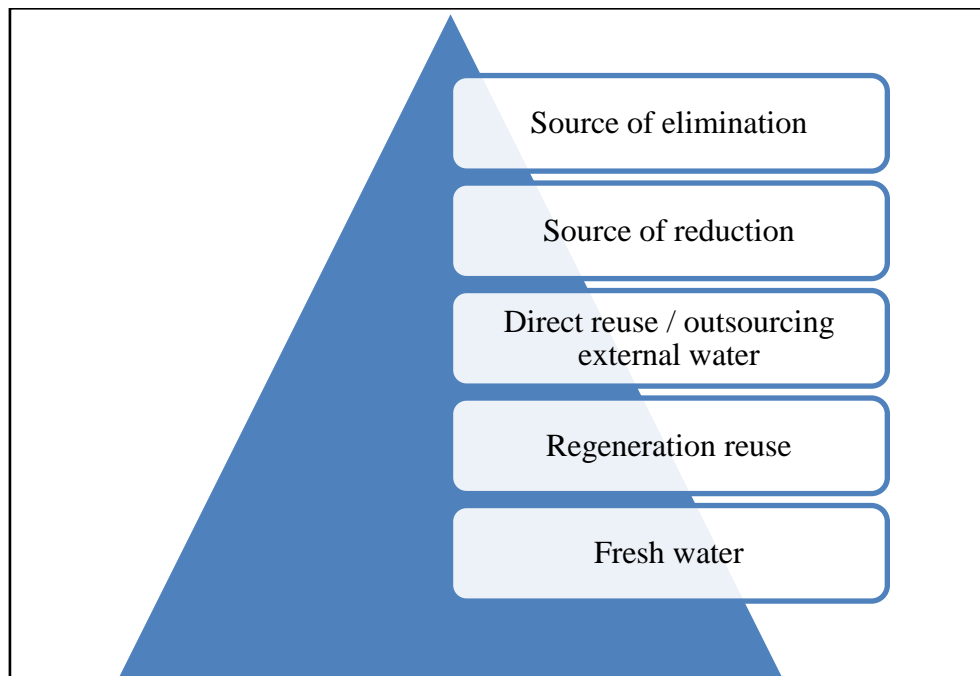 Source of elimination
Source of reduction
Direct reuse / outsourcing
external water
Regeneration reuse
Fresh water